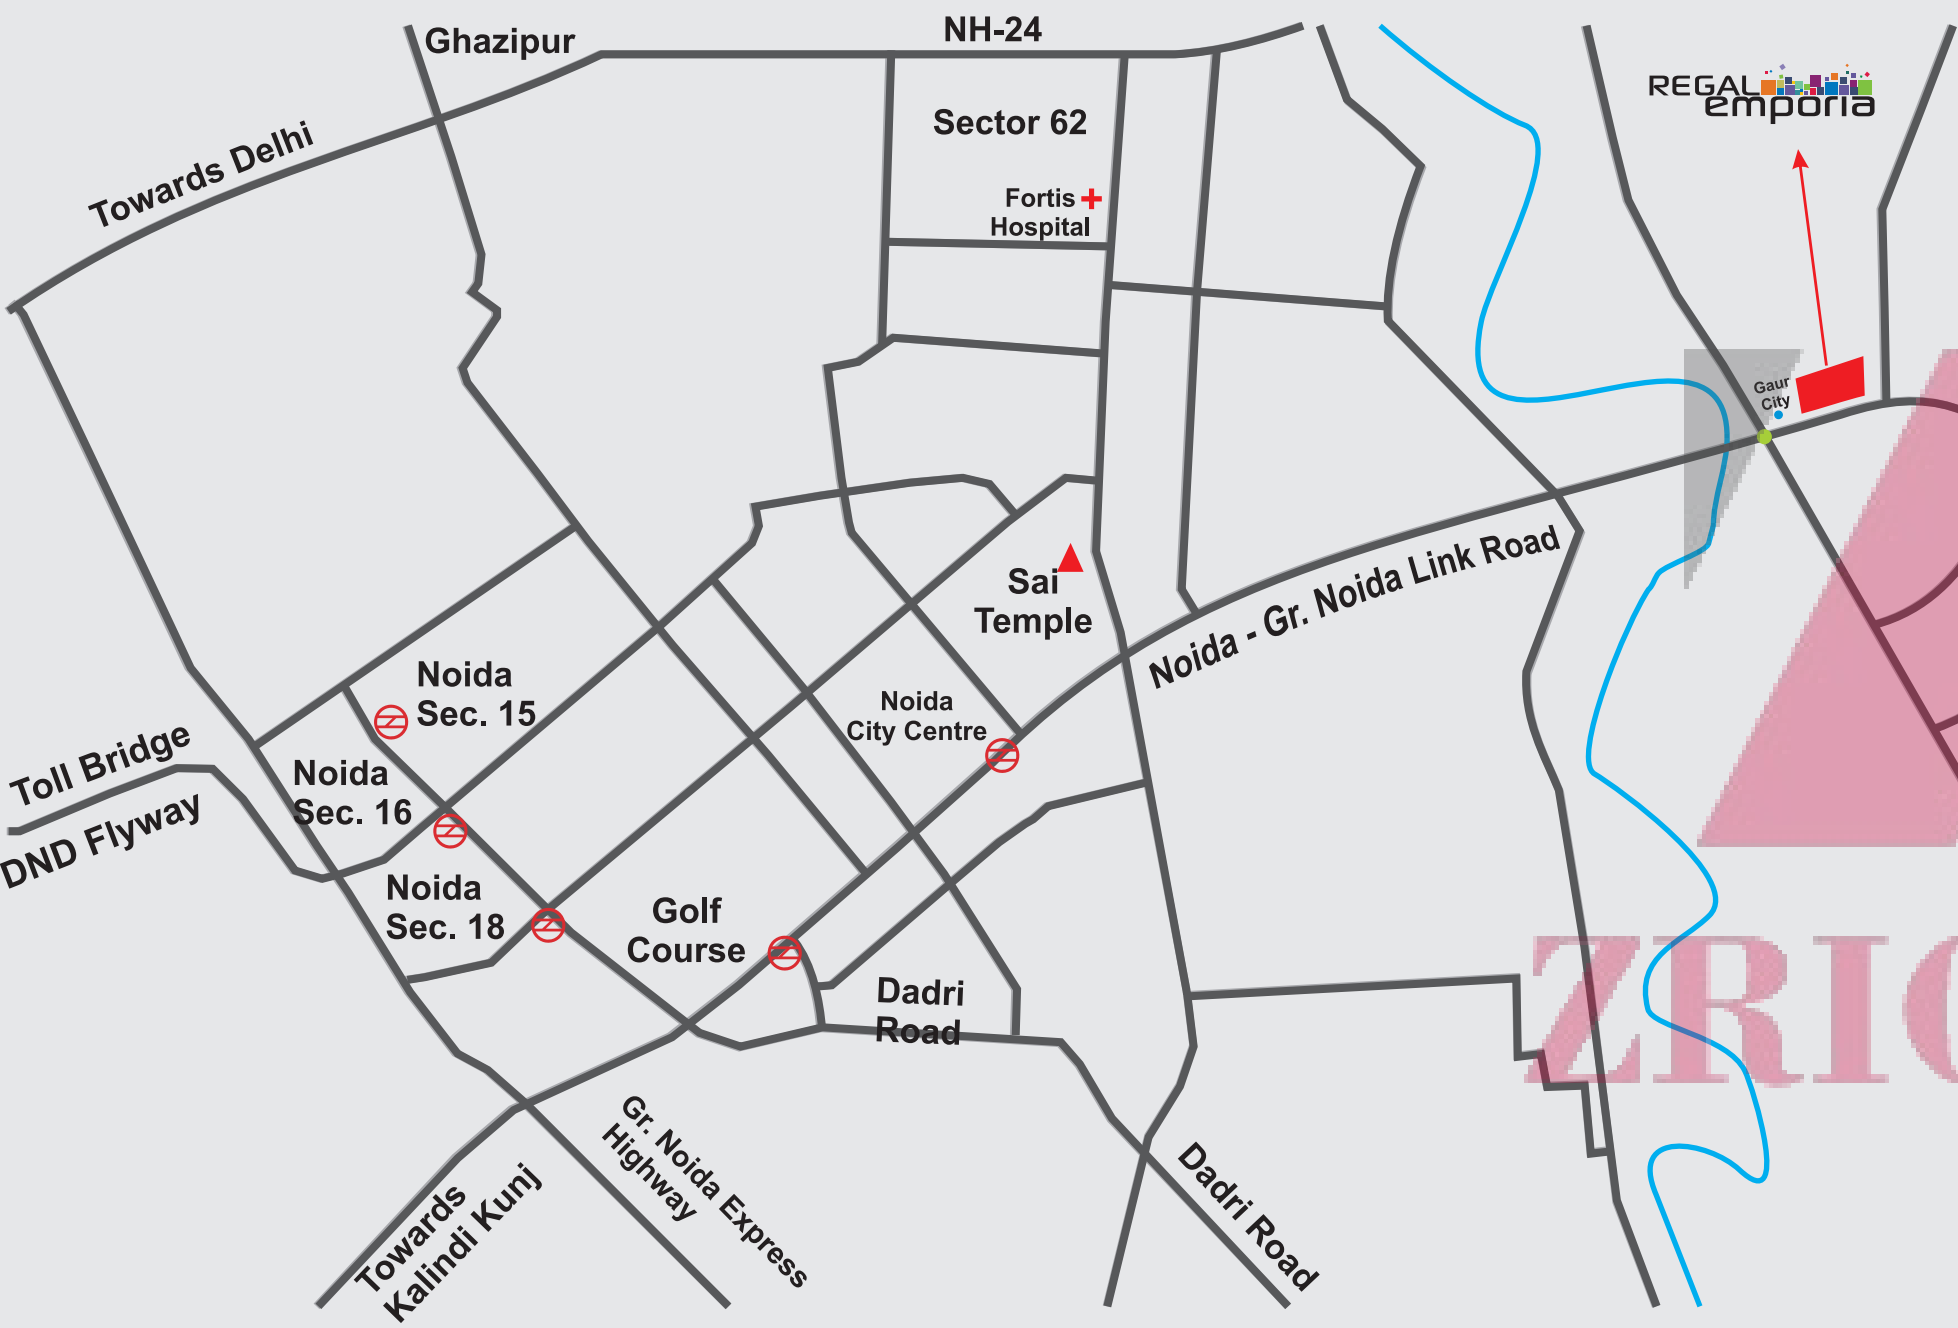 Ghazipur
NH-24
REGAL
emporia
Sector 62
Towards Delhi
Fortis
Hospital
Gaur
City
Sai
Temple
Noida - Gr. Noida Link Road
Noida
Sec. 15
Noida
City Centre
Toll Bridge
DND Flyway
Noida
Sec. 16
Noida
Sec. 18
Golf
Course
Dadri
Road
Gr. Noida Express
Highway
Towards
Kalindi Kunj
Dadri Road